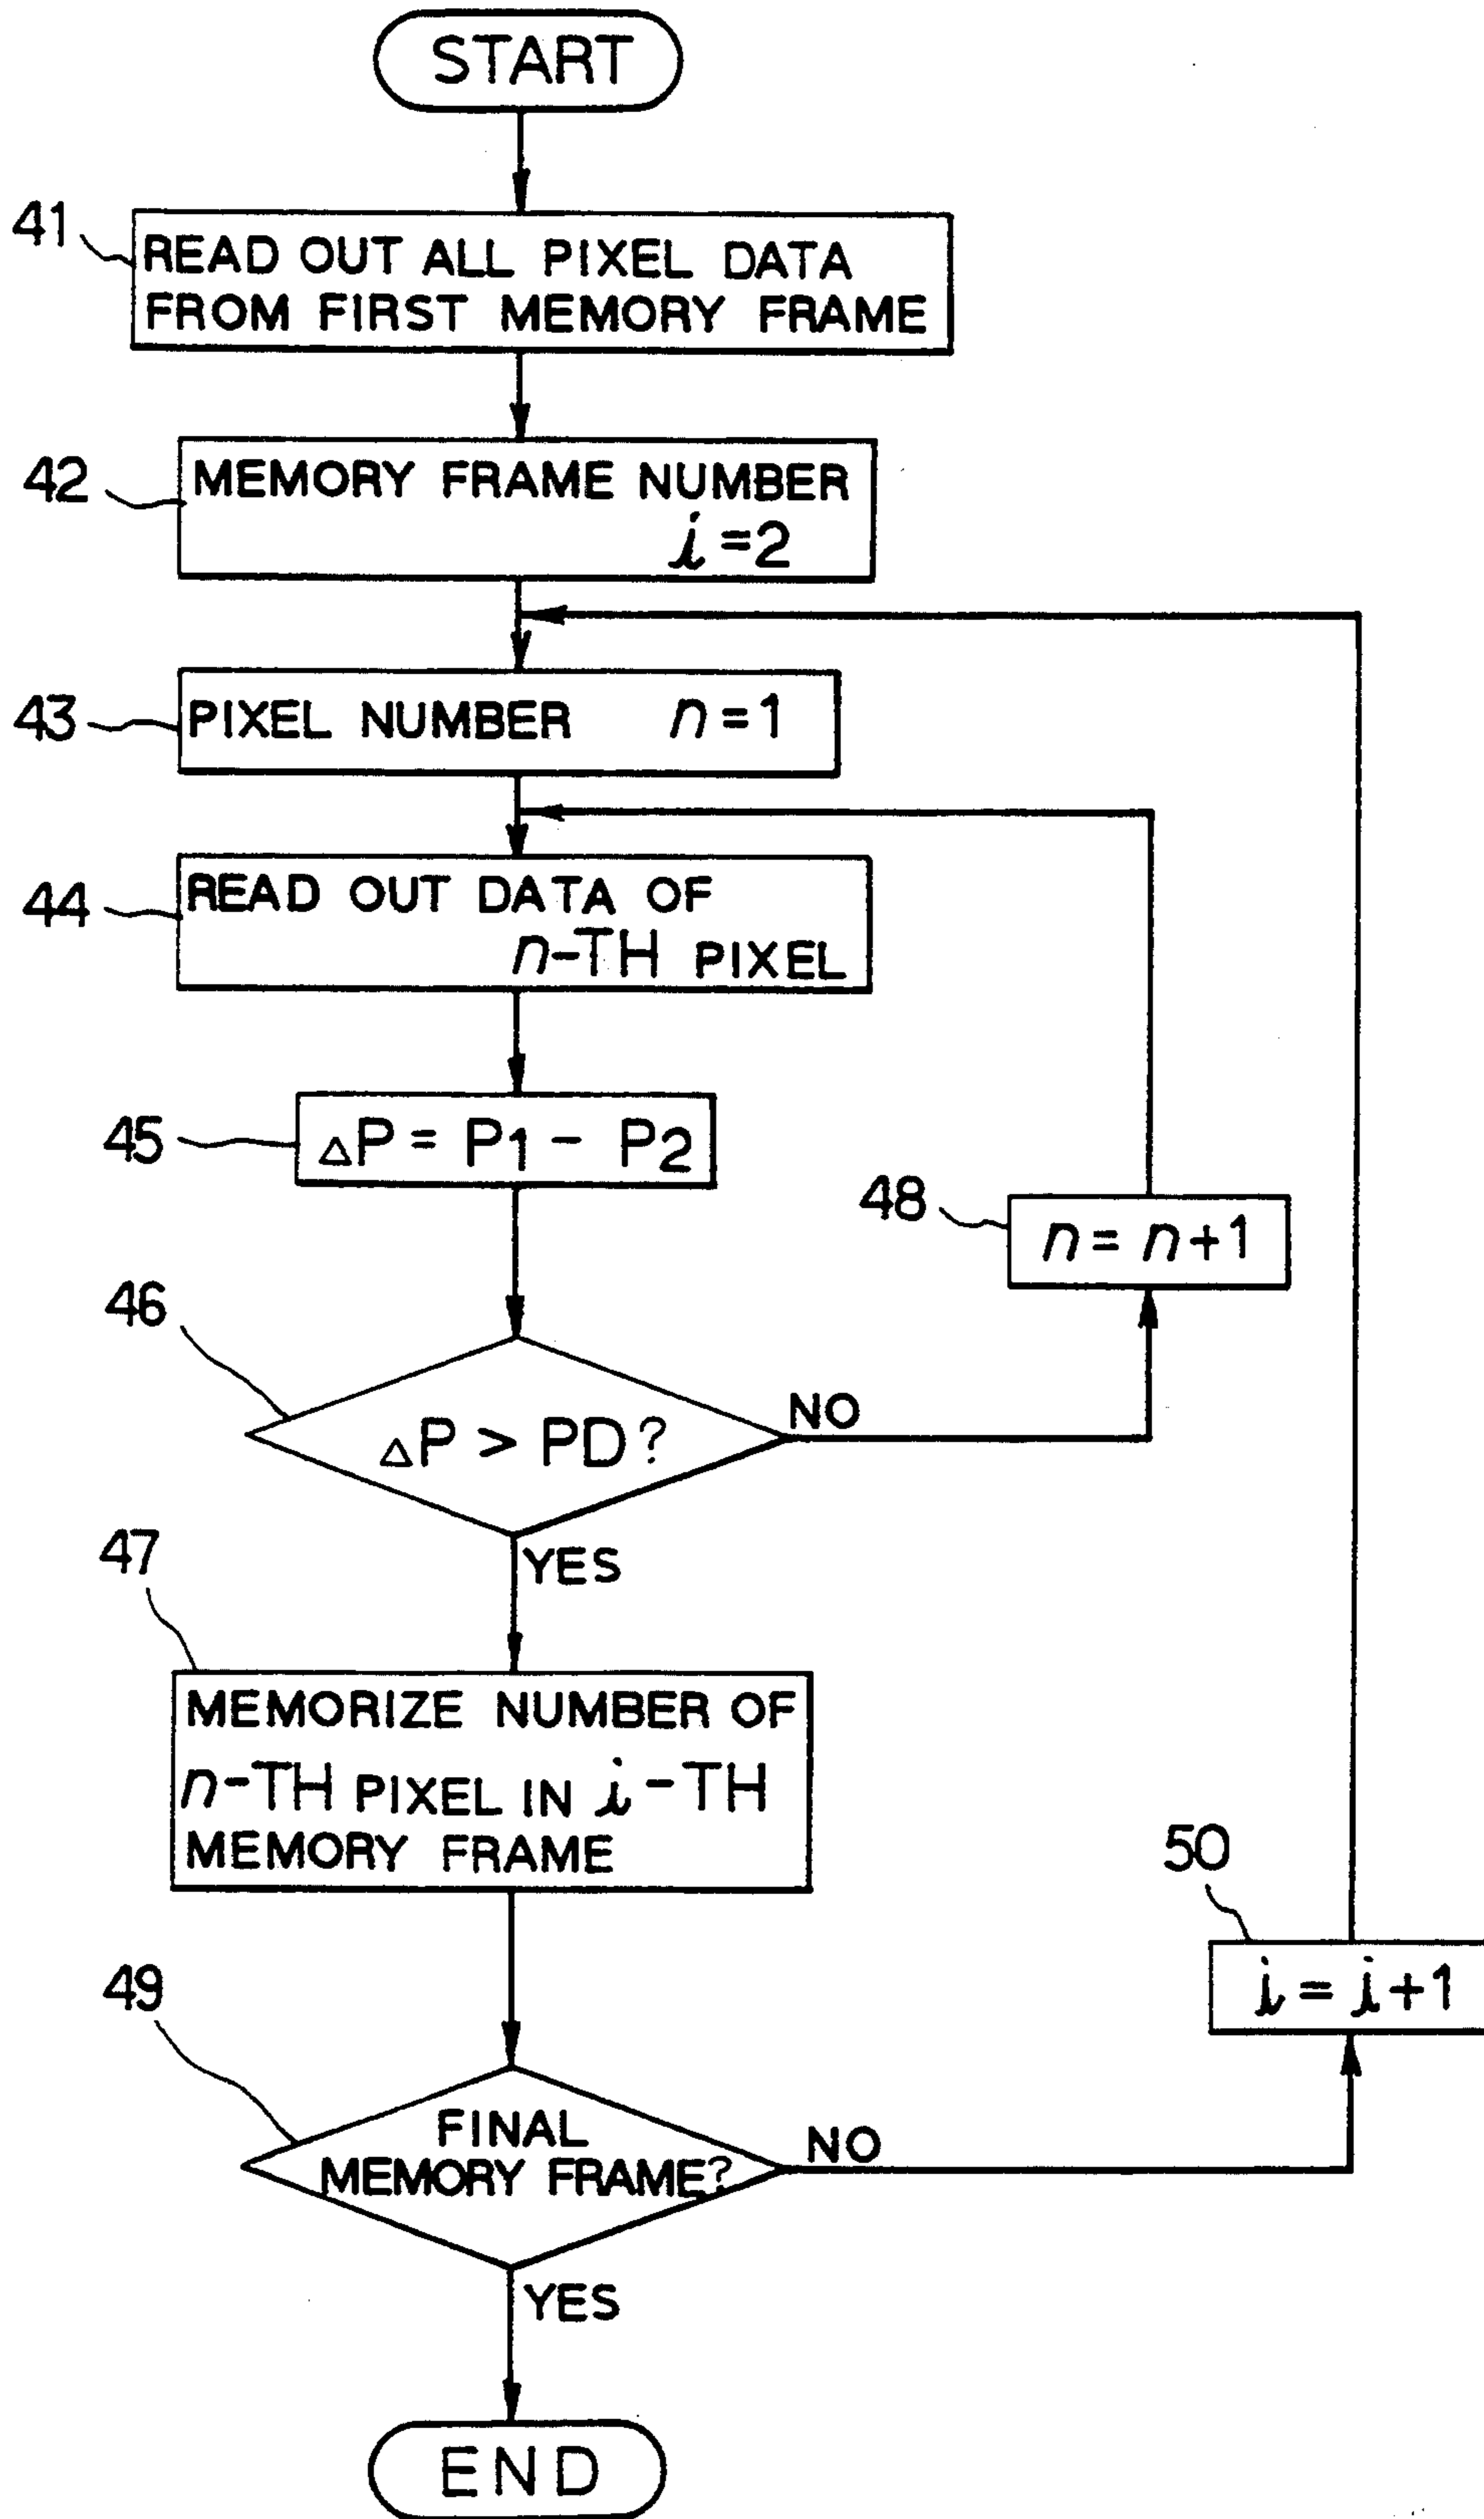 START
41
READ OUT ALL PIXEL DATA
FROM FIRST MEMORY FRAME
42
MEMORY FRAME NUMBER
i=2
43
PIXEL NUMBER n=1
44
READ OUT DATA OF
n-TH PIXEL
45
△P = P1 - P2
48
n = n+1
46
△P > PD?
NO
YES
47
MEMORIZE NUMBER OF
n-TH PIXEL IN i-TH
MEMORY FRAME
50
i = i+1
49
FINAL
MEMORY FRAME?
NO
YES
END